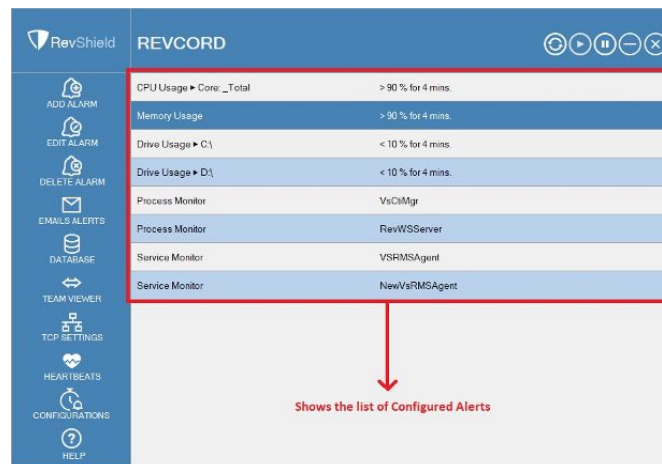 RevShield
REVCORD
ADD ALARM
EDIT ALARM
DELETE ALARM
EMAILS ALERTS
DATABASE
TEAM VIEWER
TCP SETTINGS
HEARTBEATS
CONFIGURATIONS
HELP
CPU Usage ▸ Core: _Total > 90 % for 4 mins.
Memory Usage > 90 % for 4 mins.
Drive Usage ▸ C:\ < 10 % for 4 mins.
Drive Usage ▸ D:\ < 10 % for 4 mins.
Process Monitor VsCtiMgr
Process Monitor RevWSServer
Service Monitor VSRMSAgent
Service Monitor NewVsRMSAgent
Shows the list of Configured Alerts